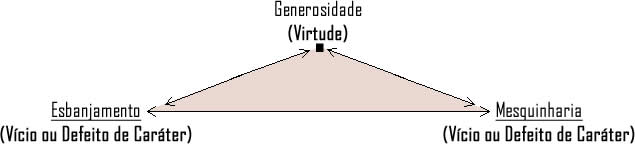 Generosidade
(Virtude)
Esbanjamento
(Vício ou Defeito de Caráter)
Mesquinharia
(Vício ou Defeito de Caráter)